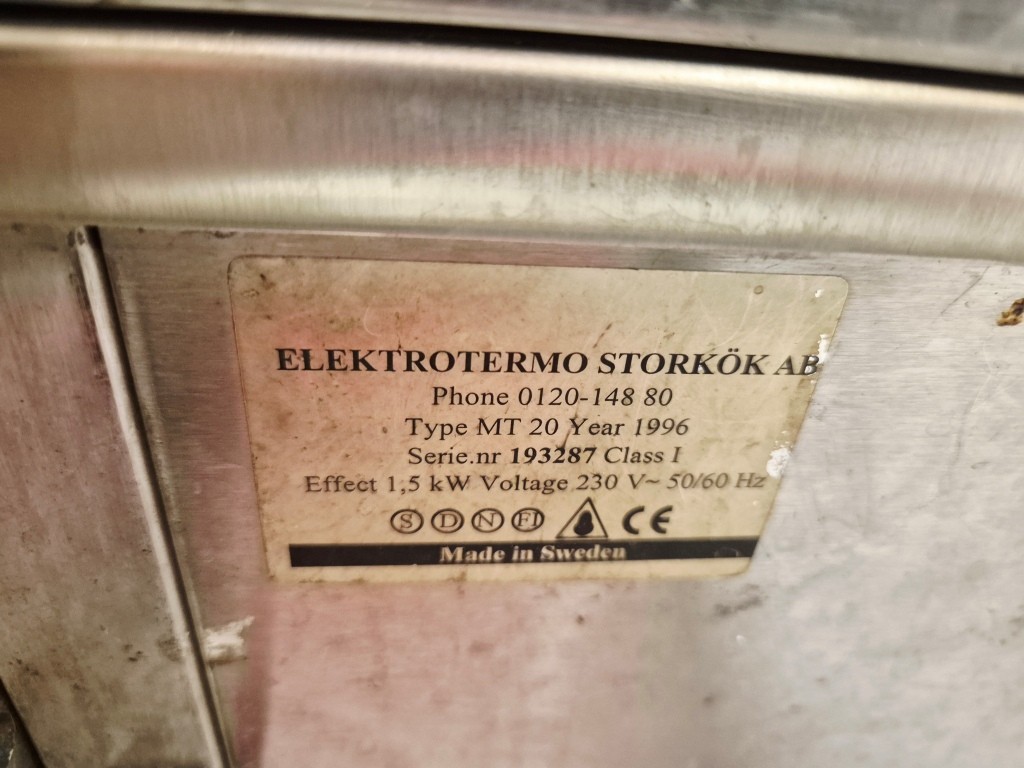 ELEKTROTERMO STORKÖK AB
Phone 0120-148 80
Type MT 20 Year 1996
Serie.nr 193287 Class I
Effect 1,5 kW Voltage 230 V~ 50/60 Hz
S D N FI CE
Made in Sweden